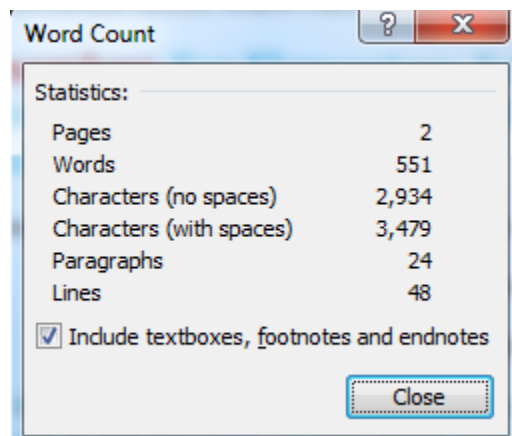 Word Count
?
X
Statistics:
Pages 2
Words 551
Characters (no spaces) 2,934
Characters (with spaces) 3,479
Paragraphs 24
Lines 48
Include textboxes, footnotes and endnotes
Close